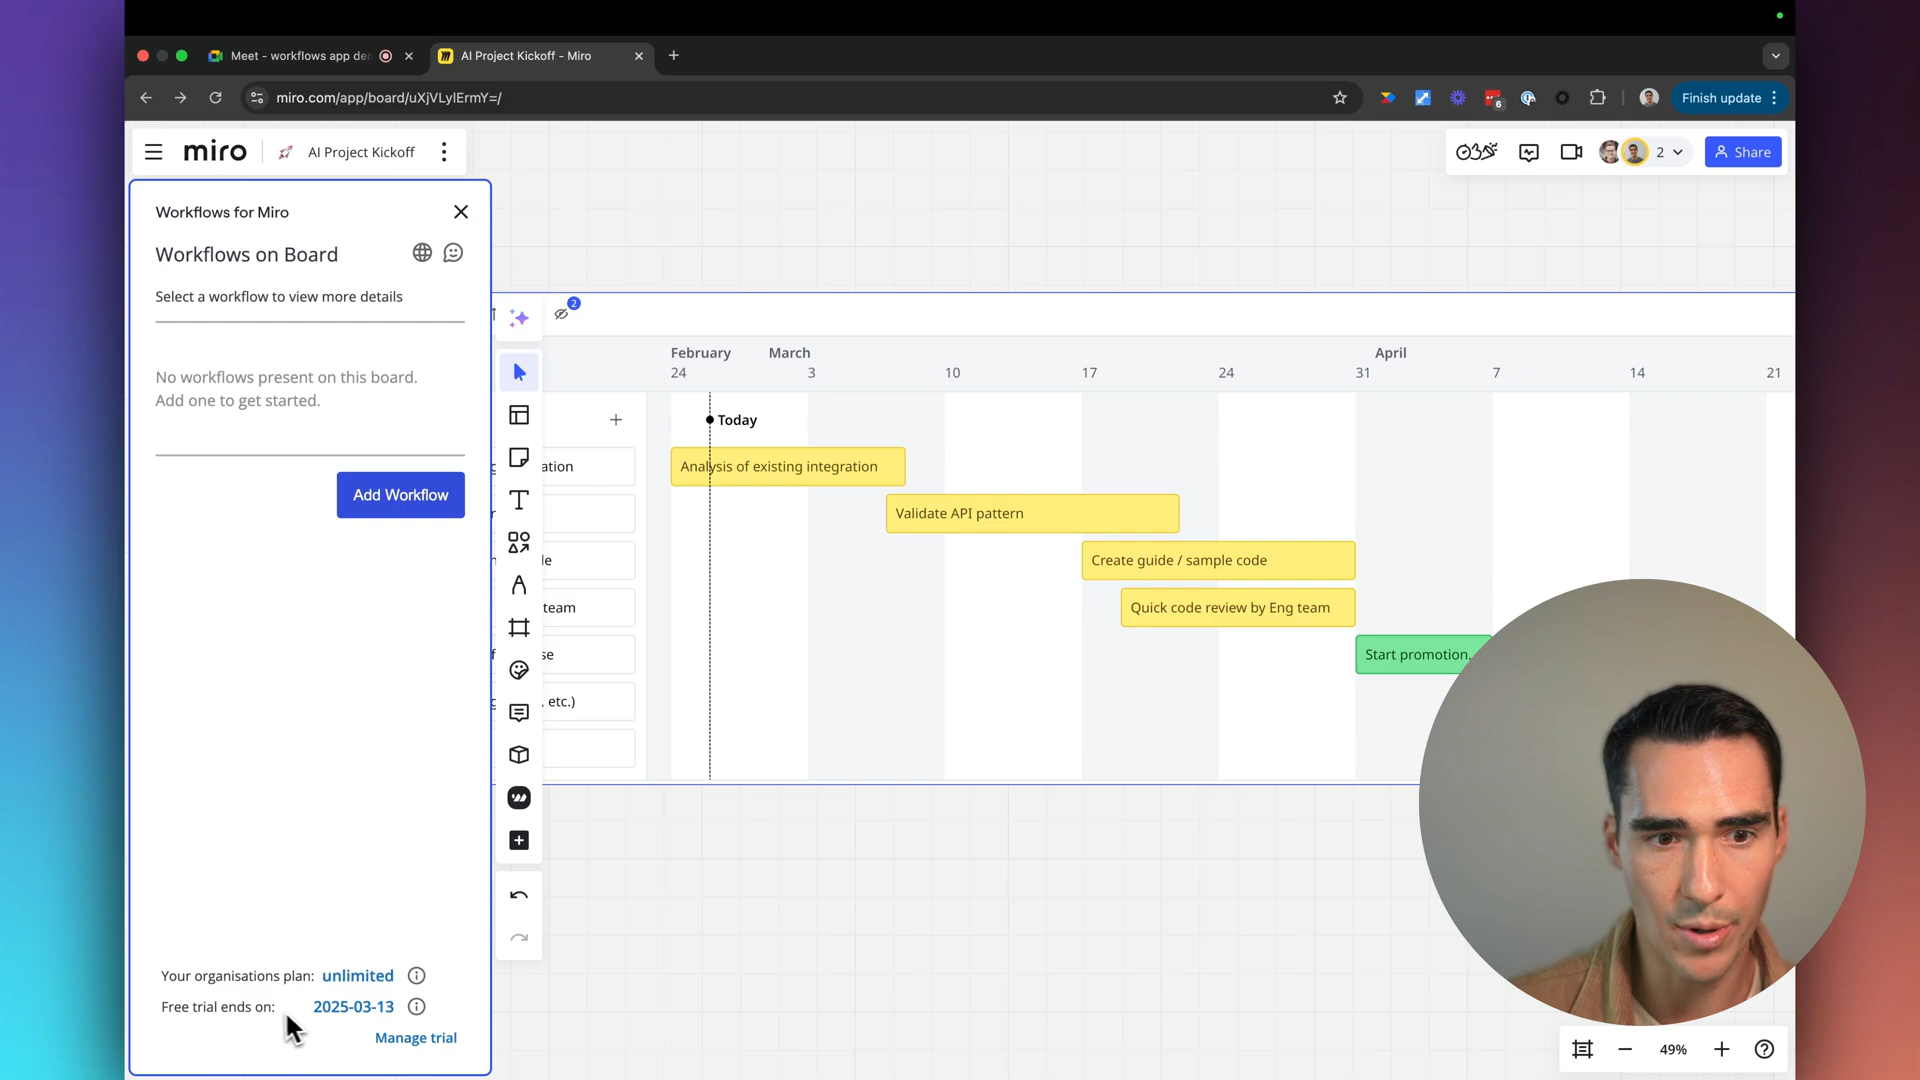 Meet - workflows app den
AI Project Kickoff - Miro
miro.com/app/board/uXjVLylErmY=/
6
Finish update
miro
AI Project Kickoff
2
Share
Workflows for Miro
Workflows on Board
Select a workflow to view more details
No workflows present on this board.
Add one to get started.
Add Workflow
Your organisations plan: unlimited
Free trial ends on: 2025-03-13
Manage trial
2
February March April
24 3 10 17 24 31 7 14 21
Today
ation
Analysis of existing integration
Validate API pattern
le
Create guide / sample code
team
Quick code review by Eng team
se
Start promotion.
, etc.)
49%